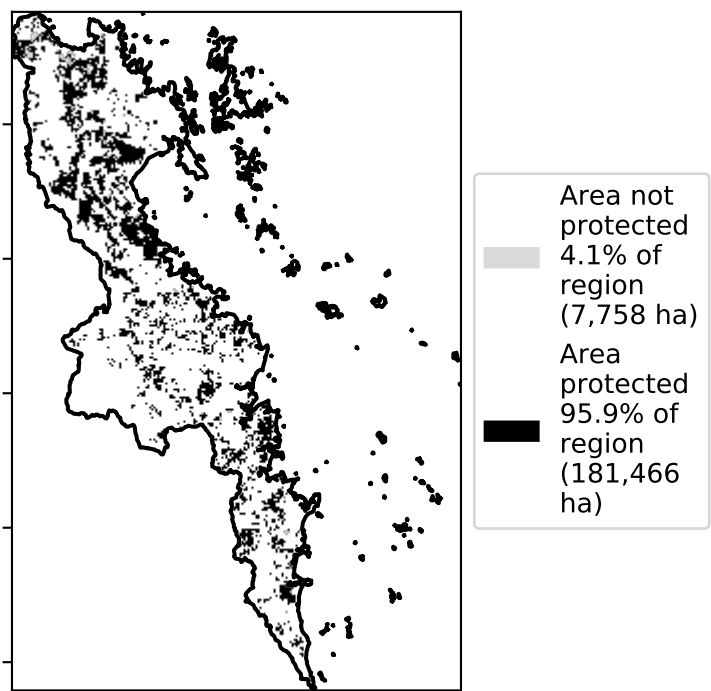 Area not
protected
4.1% of
region
(7,758 ha)
Area
protected
95.9% of
region
(181,466
ha)